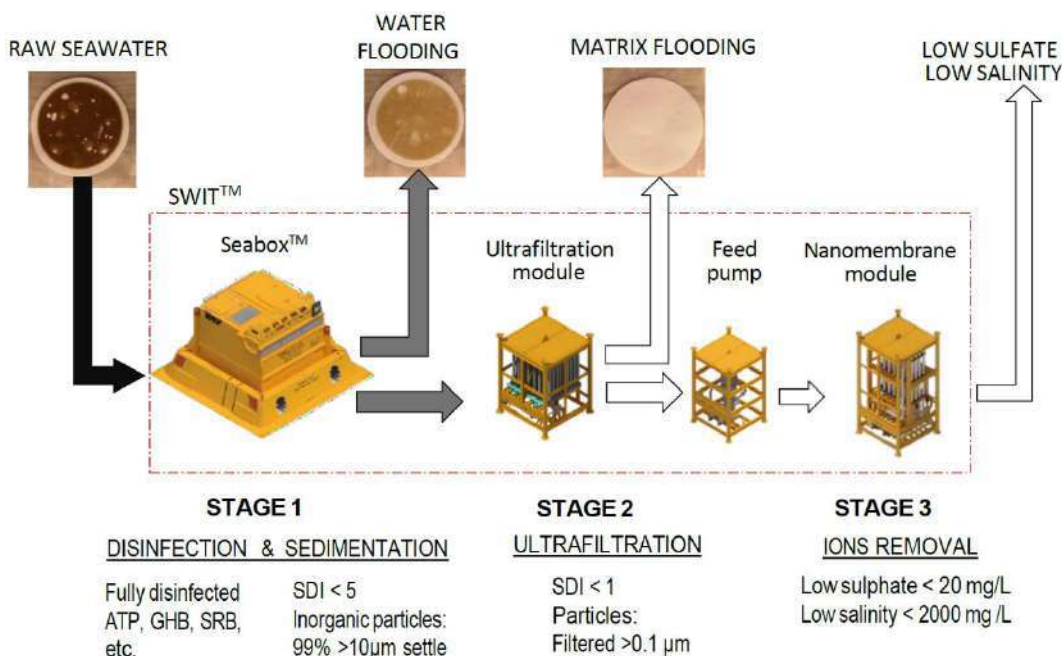 RAW SEAWATER
WATER
FLOODING
MATRIX FLOODING
LOW SULFATE
LOW SALINITY
SWIT™
Seabox™
Ultrafiltration
module
Feed
pump
Nanomembrane
module
STAGE 1
DISINFECTION & SEDIMENTATION
Fully disinfected
ATP, GHB, SRB,
etc.
SDI < 5
Inorganic particles:
99% >10µm settle
STAGE 2
ULTRAFILTRATION
SDI < 1
Particles:
Filtered >0.1 µm
STAGE 3
IONS REMOVAL
Low sulphate < 20 mg/L
Low salinity < 2000 mg/L